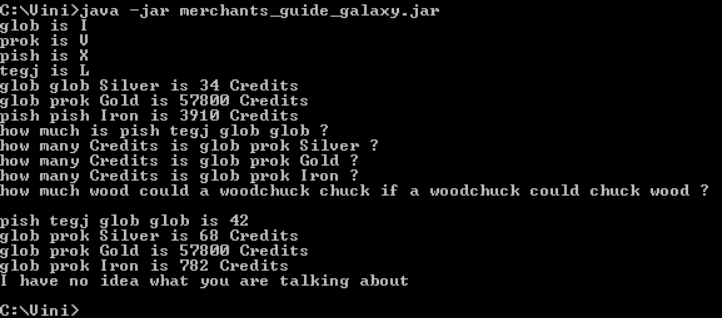 C:\Vini>java -jar merchants_guide_galaxy.jar
glob is I
prok is V
pish is X
tegj is L
glob glob Silver is 34 Credits
glob prok Gold is 57800 Credits
pish pish Iron is 3910 Credits
how much is pish tegj glob glob ?
how many Credits is glob prok Silver ?
how many Credits is glob prok Gold ?
how many Credits is glob prok Iron ?
how much wood could a woodchuck chuck if a woodchuck could chuck wood ?
pish tegj glob glob is 42
glob prok Silver is 68 Credits
glob prok Gold is 57800 Credits
glob prok Iron is 782 Credits
I have no idea what you are talking about
C:\Vini>